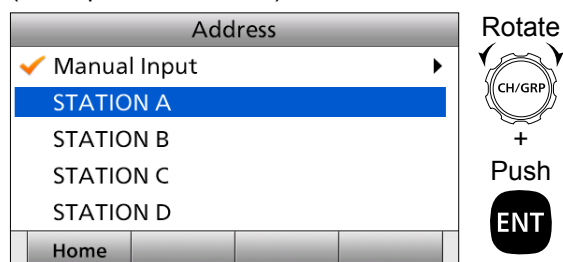 Address
Manual Input
STATION A
STATION B
STATION C
STATION D
Home
Rotate
CH/GRP
+
Push
ENT